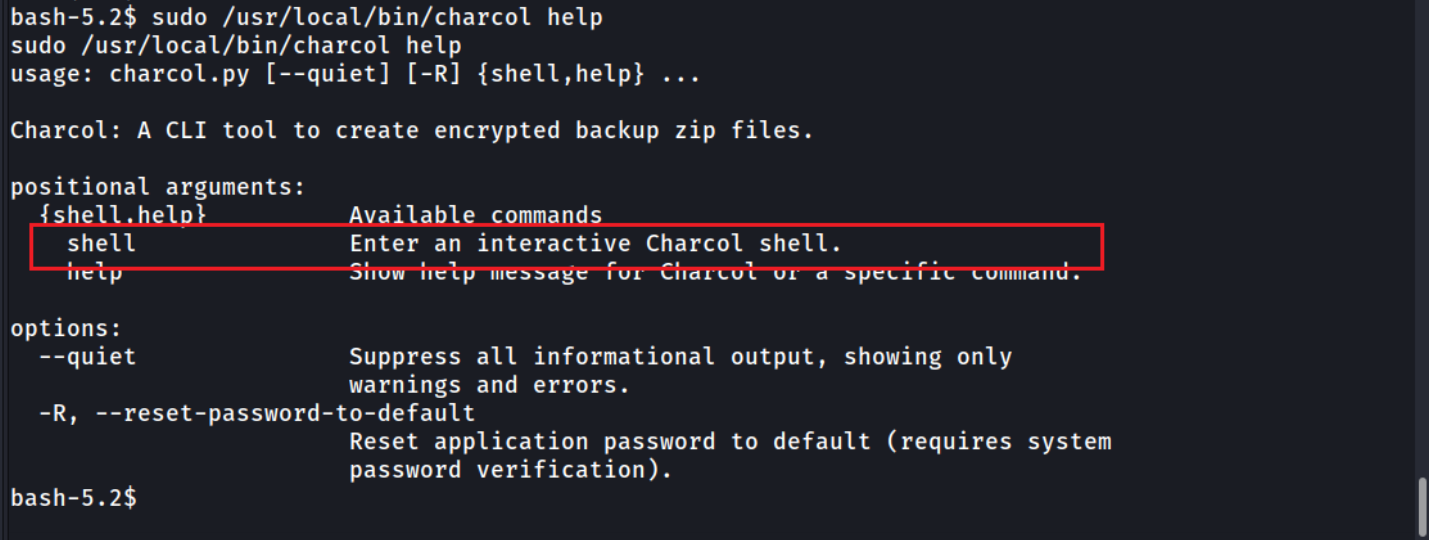 bash-5.2$ sudo /usr/local/bin/charcol help
sudo /usr/local/bin/charcol help
usage: charcol.py [--quiet] [-R] {shell,help} ...
Charcol: A CLI tool to create encrypted backup zip files.
positional arguments:
{shell,help} Available commands
shell Enter an interactive Charcol shell.
help Show help message for Charcol or a specific command.
options:
--quiet Suppress all informational output, showing only
warnings and errors.
-R, --reset-password-to-default
Reset application password to default (requires system
password verification).
bash-5.2$